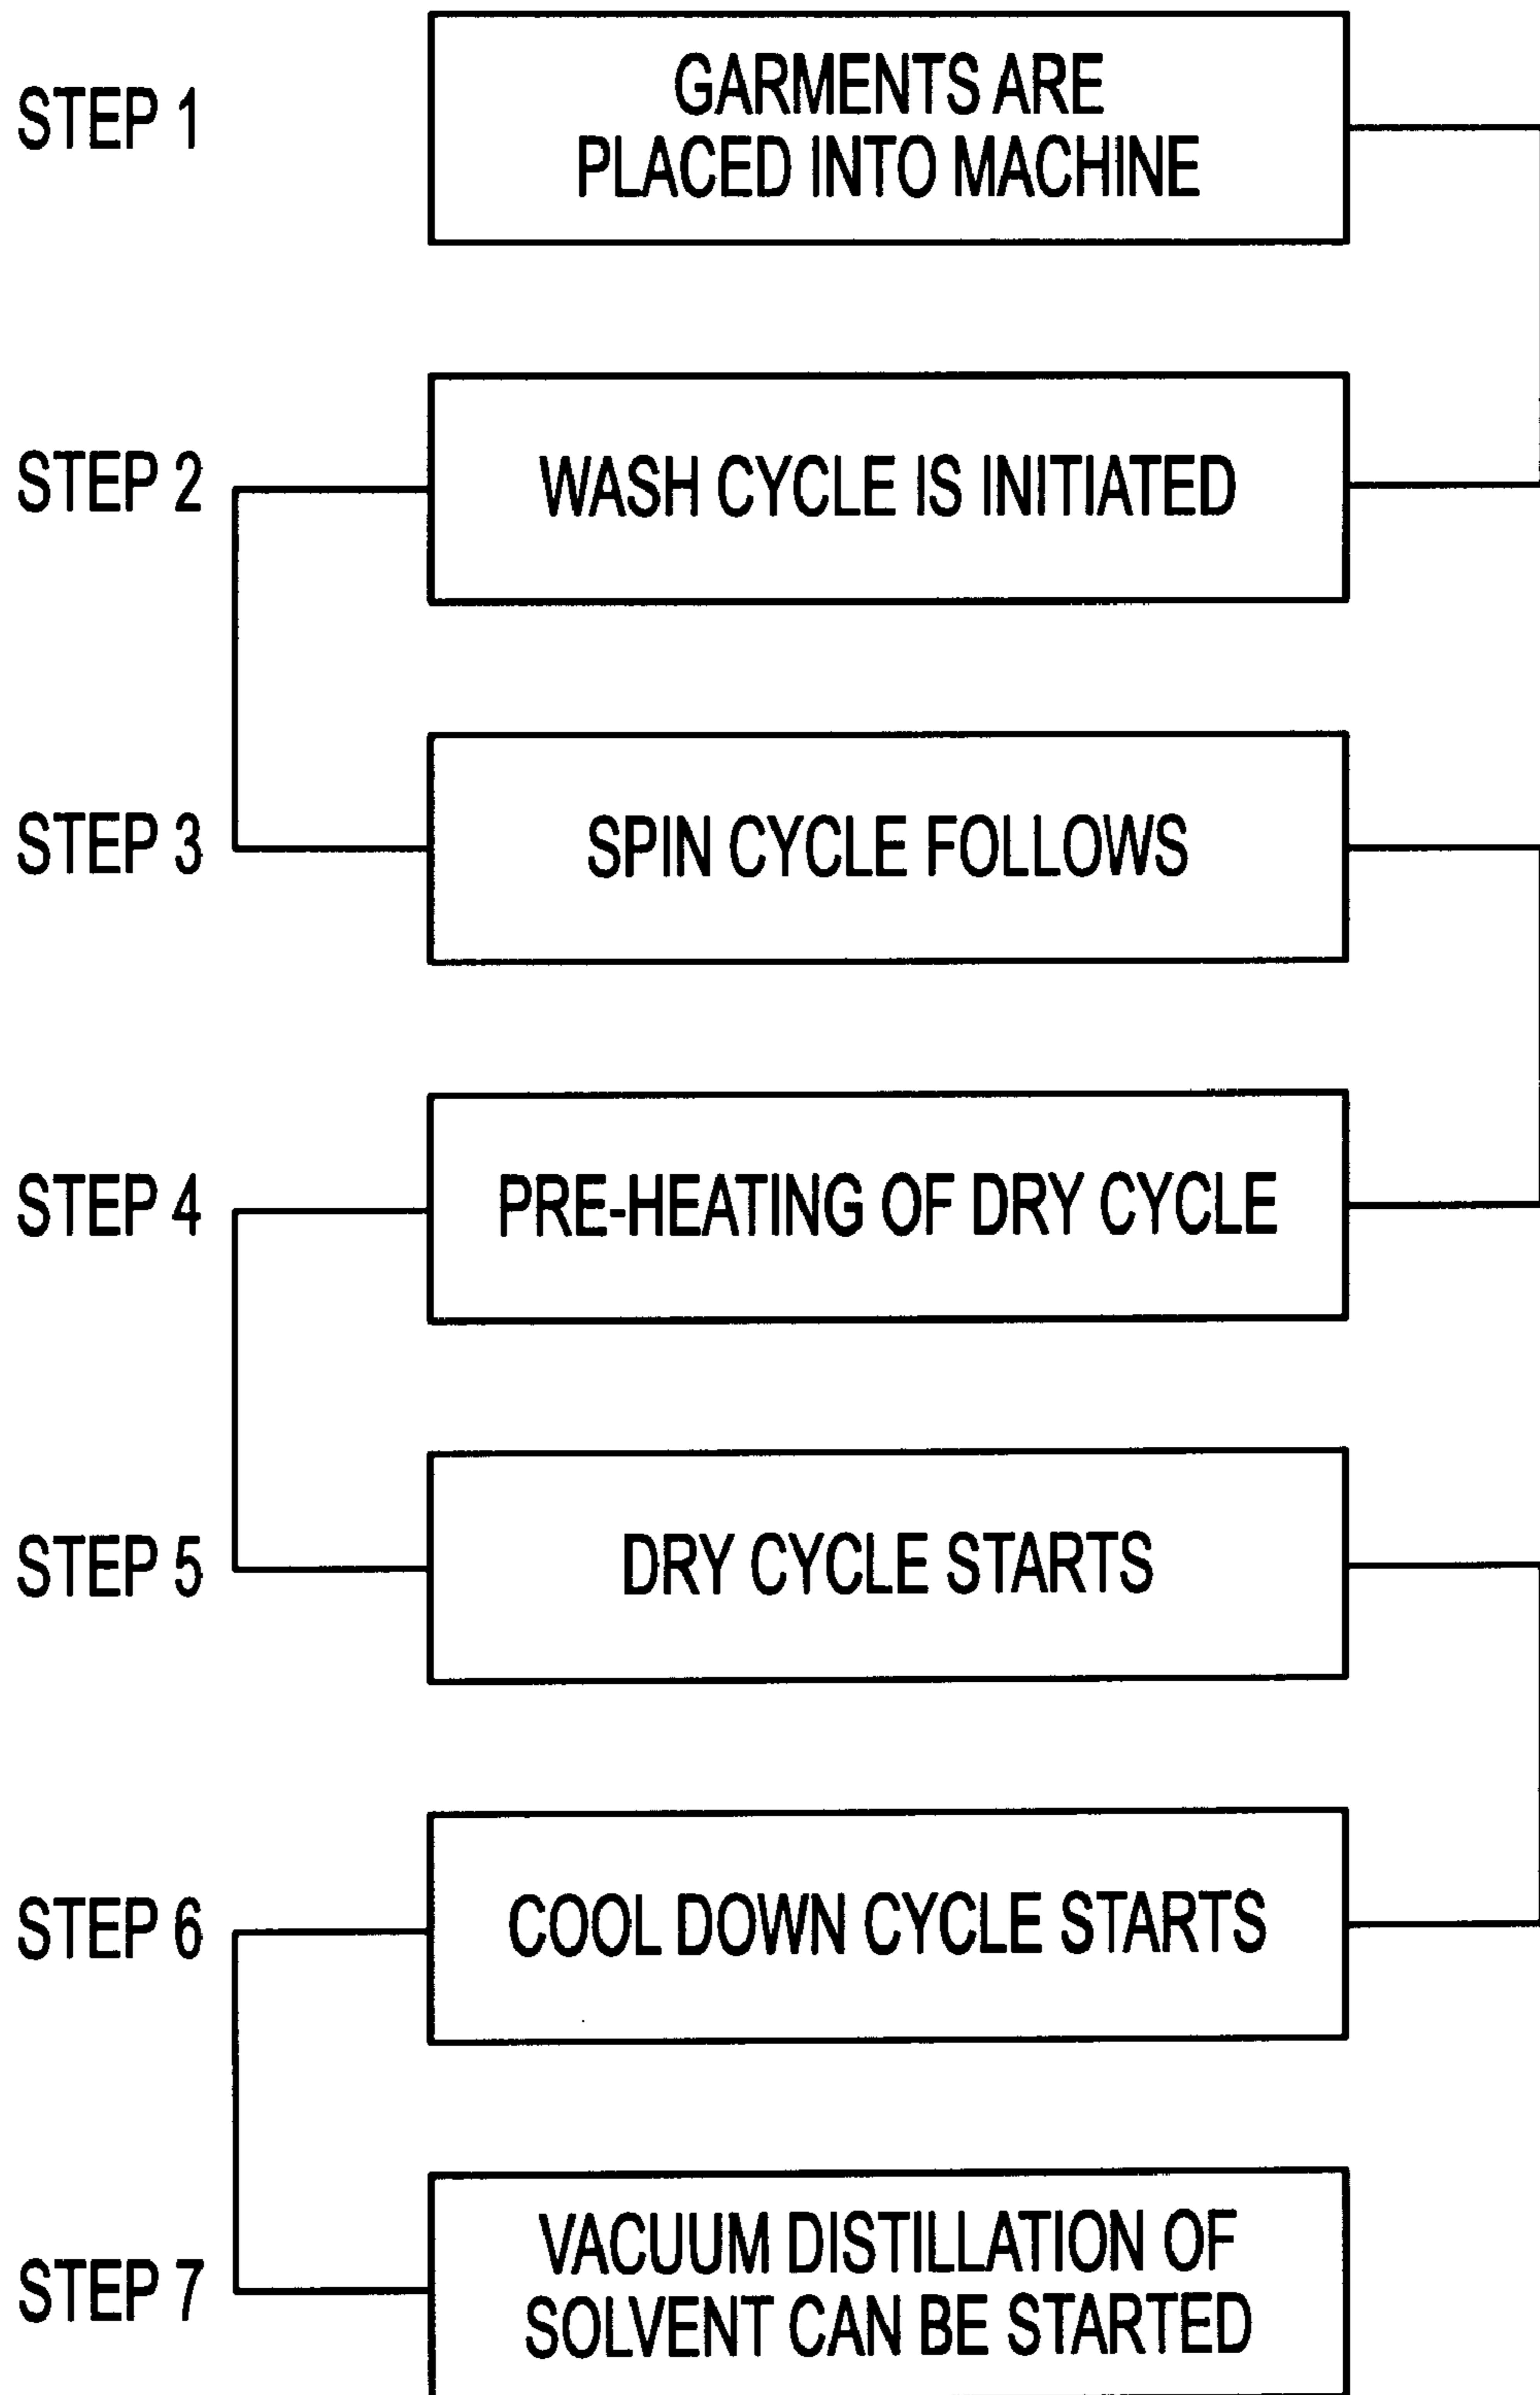 STEP 1
GARMENTS ARE
PLACED INTO MACHINE
STEP 2
WASH CYCLE IS INITIATED
STEP 3
SPIN CYCLE FOLLOWS
STEP 4
PRE-HEATING OF DRY CYCLE
STEP 5
DRY CYCLE STARTS
STEP 6
COOL DOWN CYCLE STARTS
STEP 7
VACUUM DISTILLATION OF
SOLVENT CAN BE STARTED